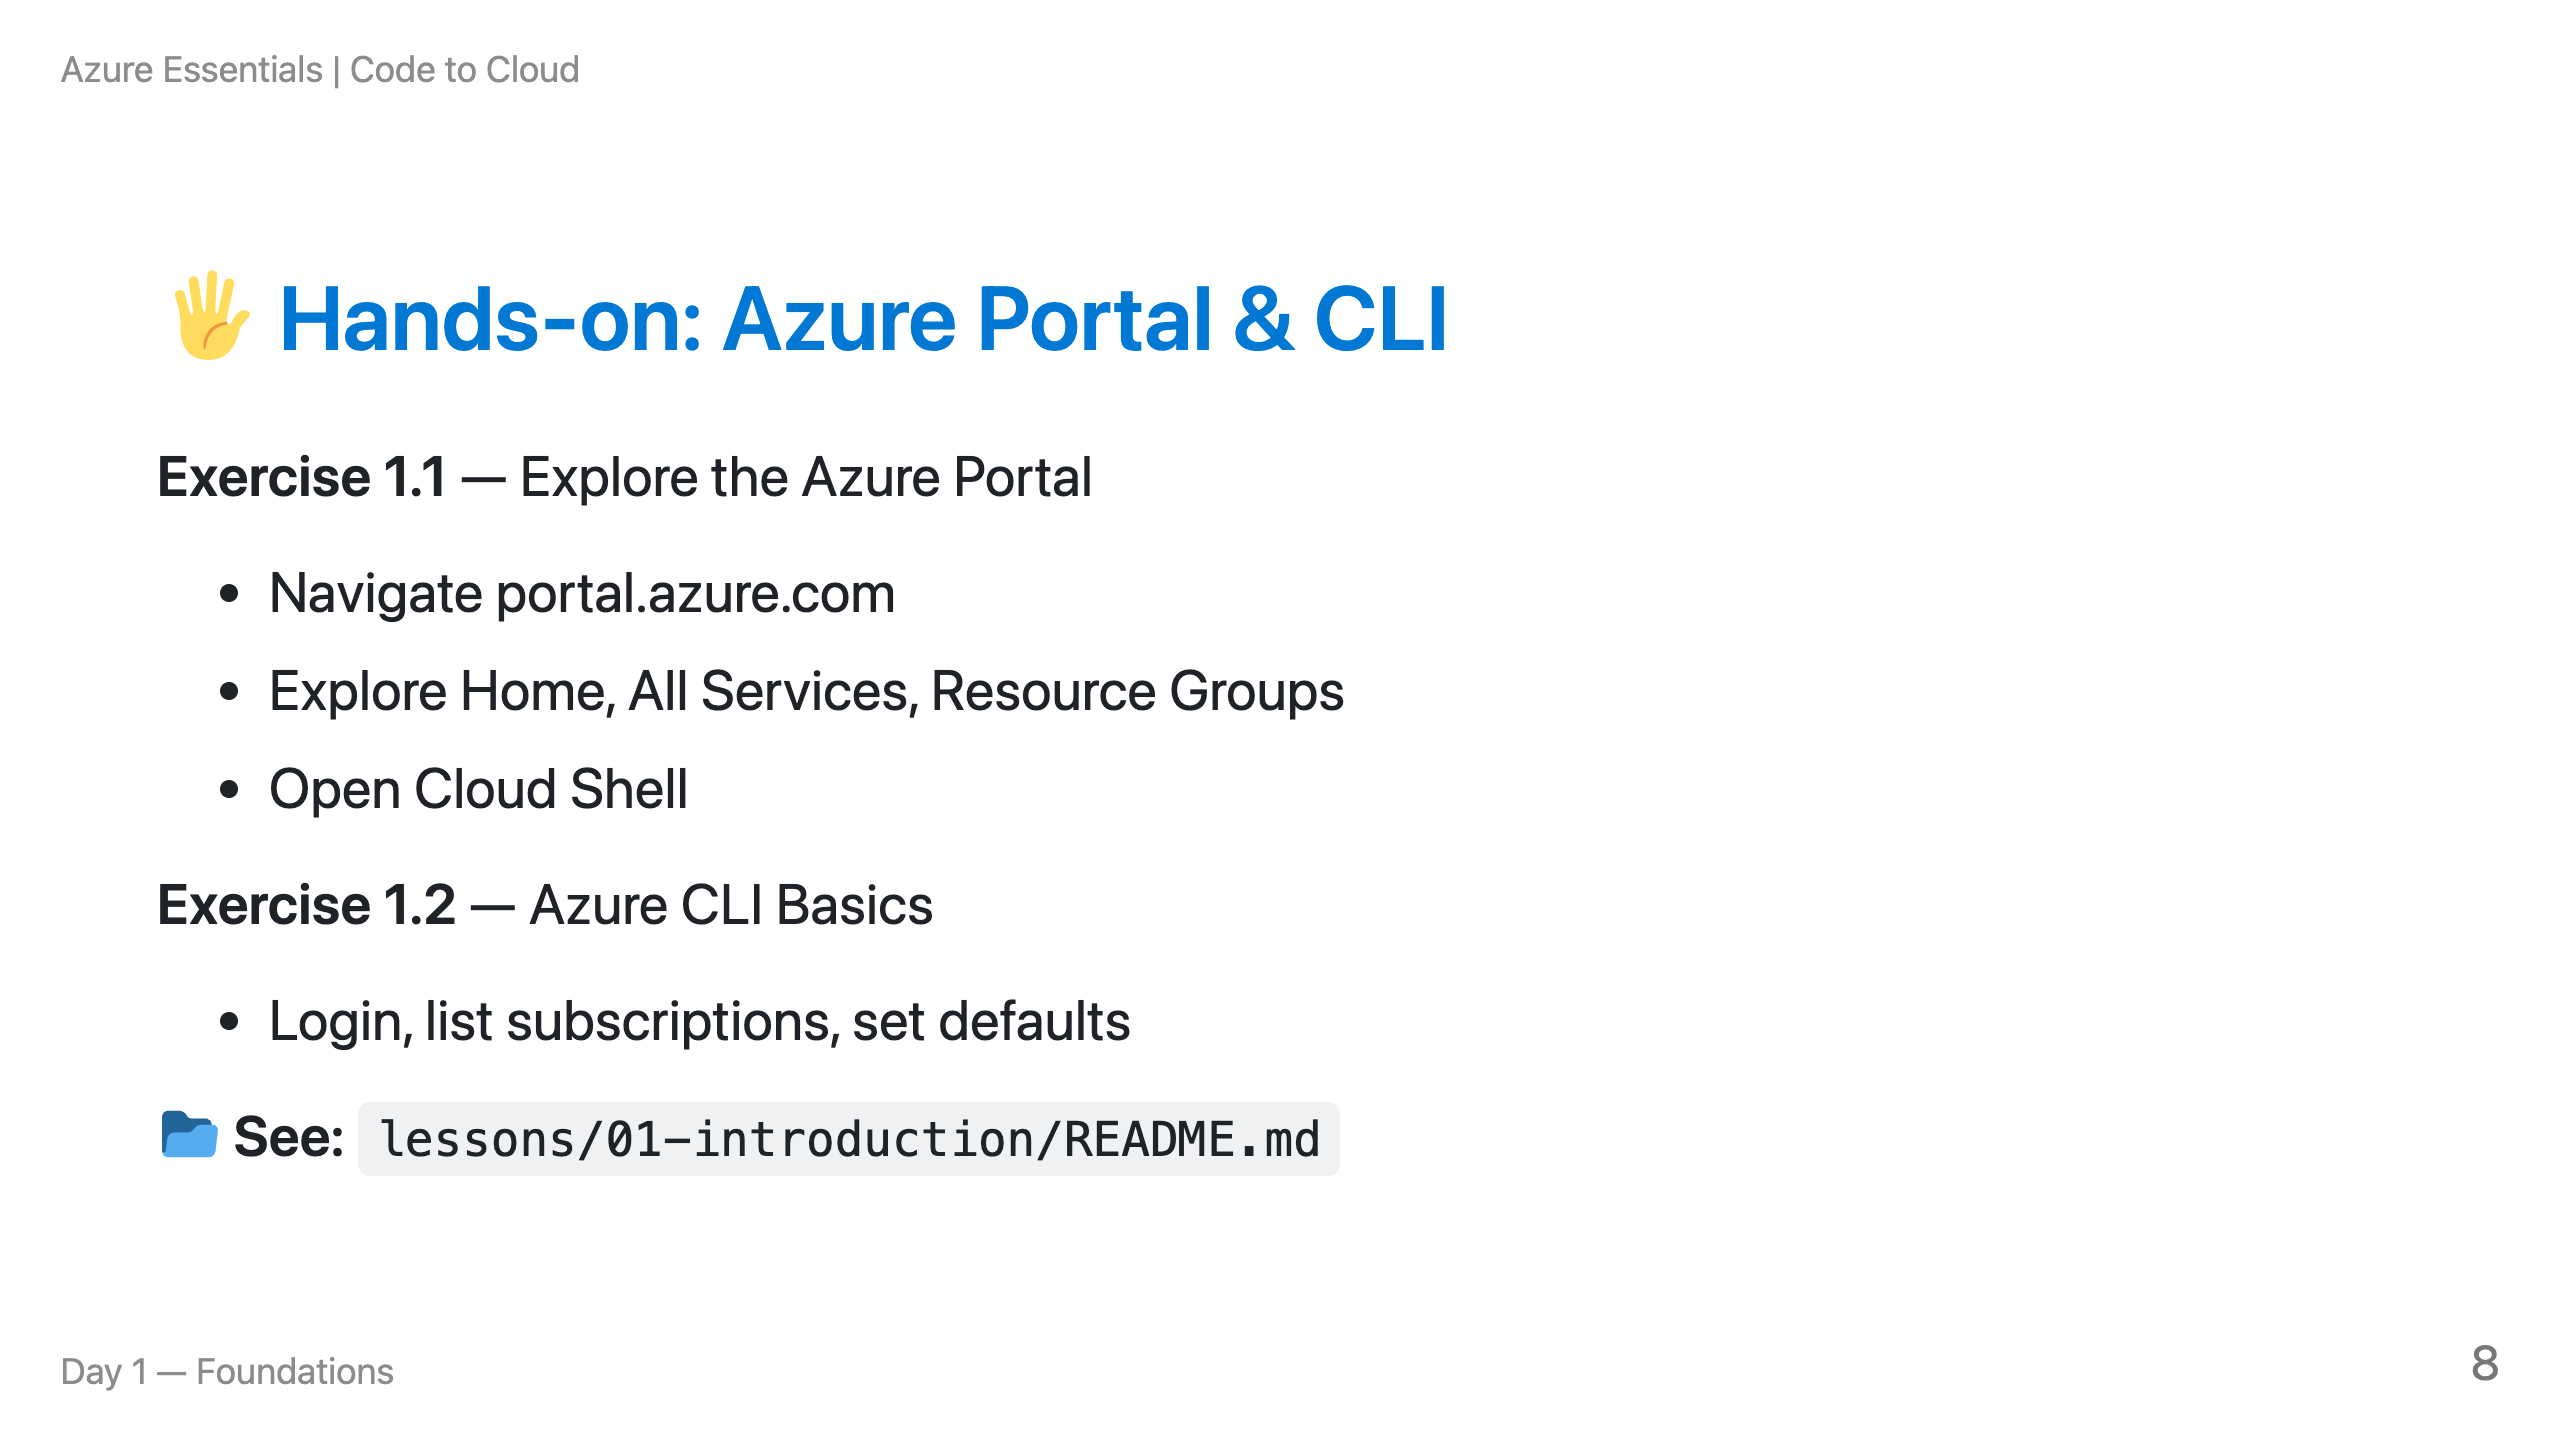 Azure Essentials | Code to Cloud
🖐 Hands-on: Azure Portal & CLI
Exercise 1.1 — Explore the Azure Portal
• Navigate portal.azure.com
• Explore Home, All Services, Resource Groups
• Open Cloud Shell
Exercise 1.2 — Azure CLI Basics
• Login, list subscriptions, set defaults
📂 See: lessons/01-introduction/README.md
Day 1 — Foundations
8